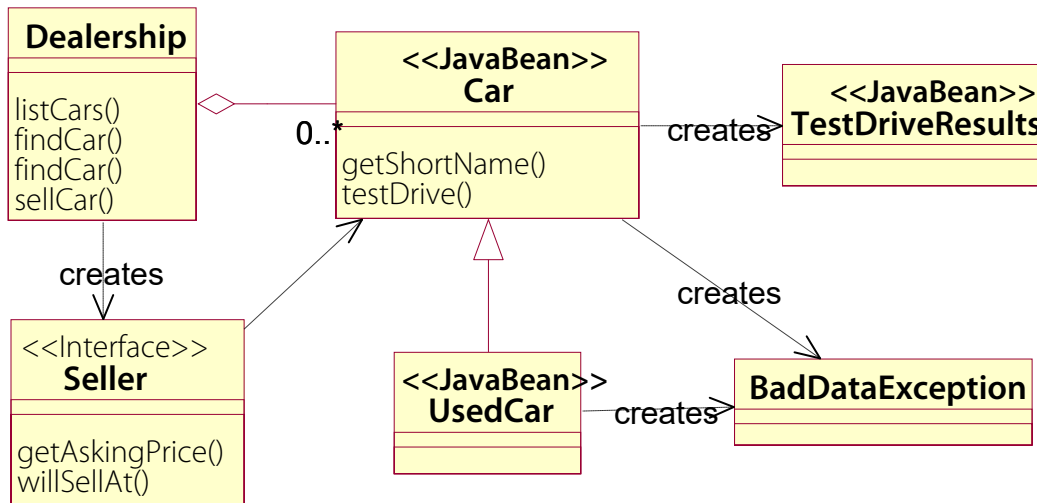 Dealership
listCars()
findCar()
findCar()
sellCar()
0..*
<<JavaBean>>
Car
getShortName()
testDrive()
creates
<<JavaBean>>
TestDriveResults
creates
creates
<<Interface>>
Seller
getAskingPrice()
willSellAt()
<<JavaBean>>
UsedCar
creates
BadDataException